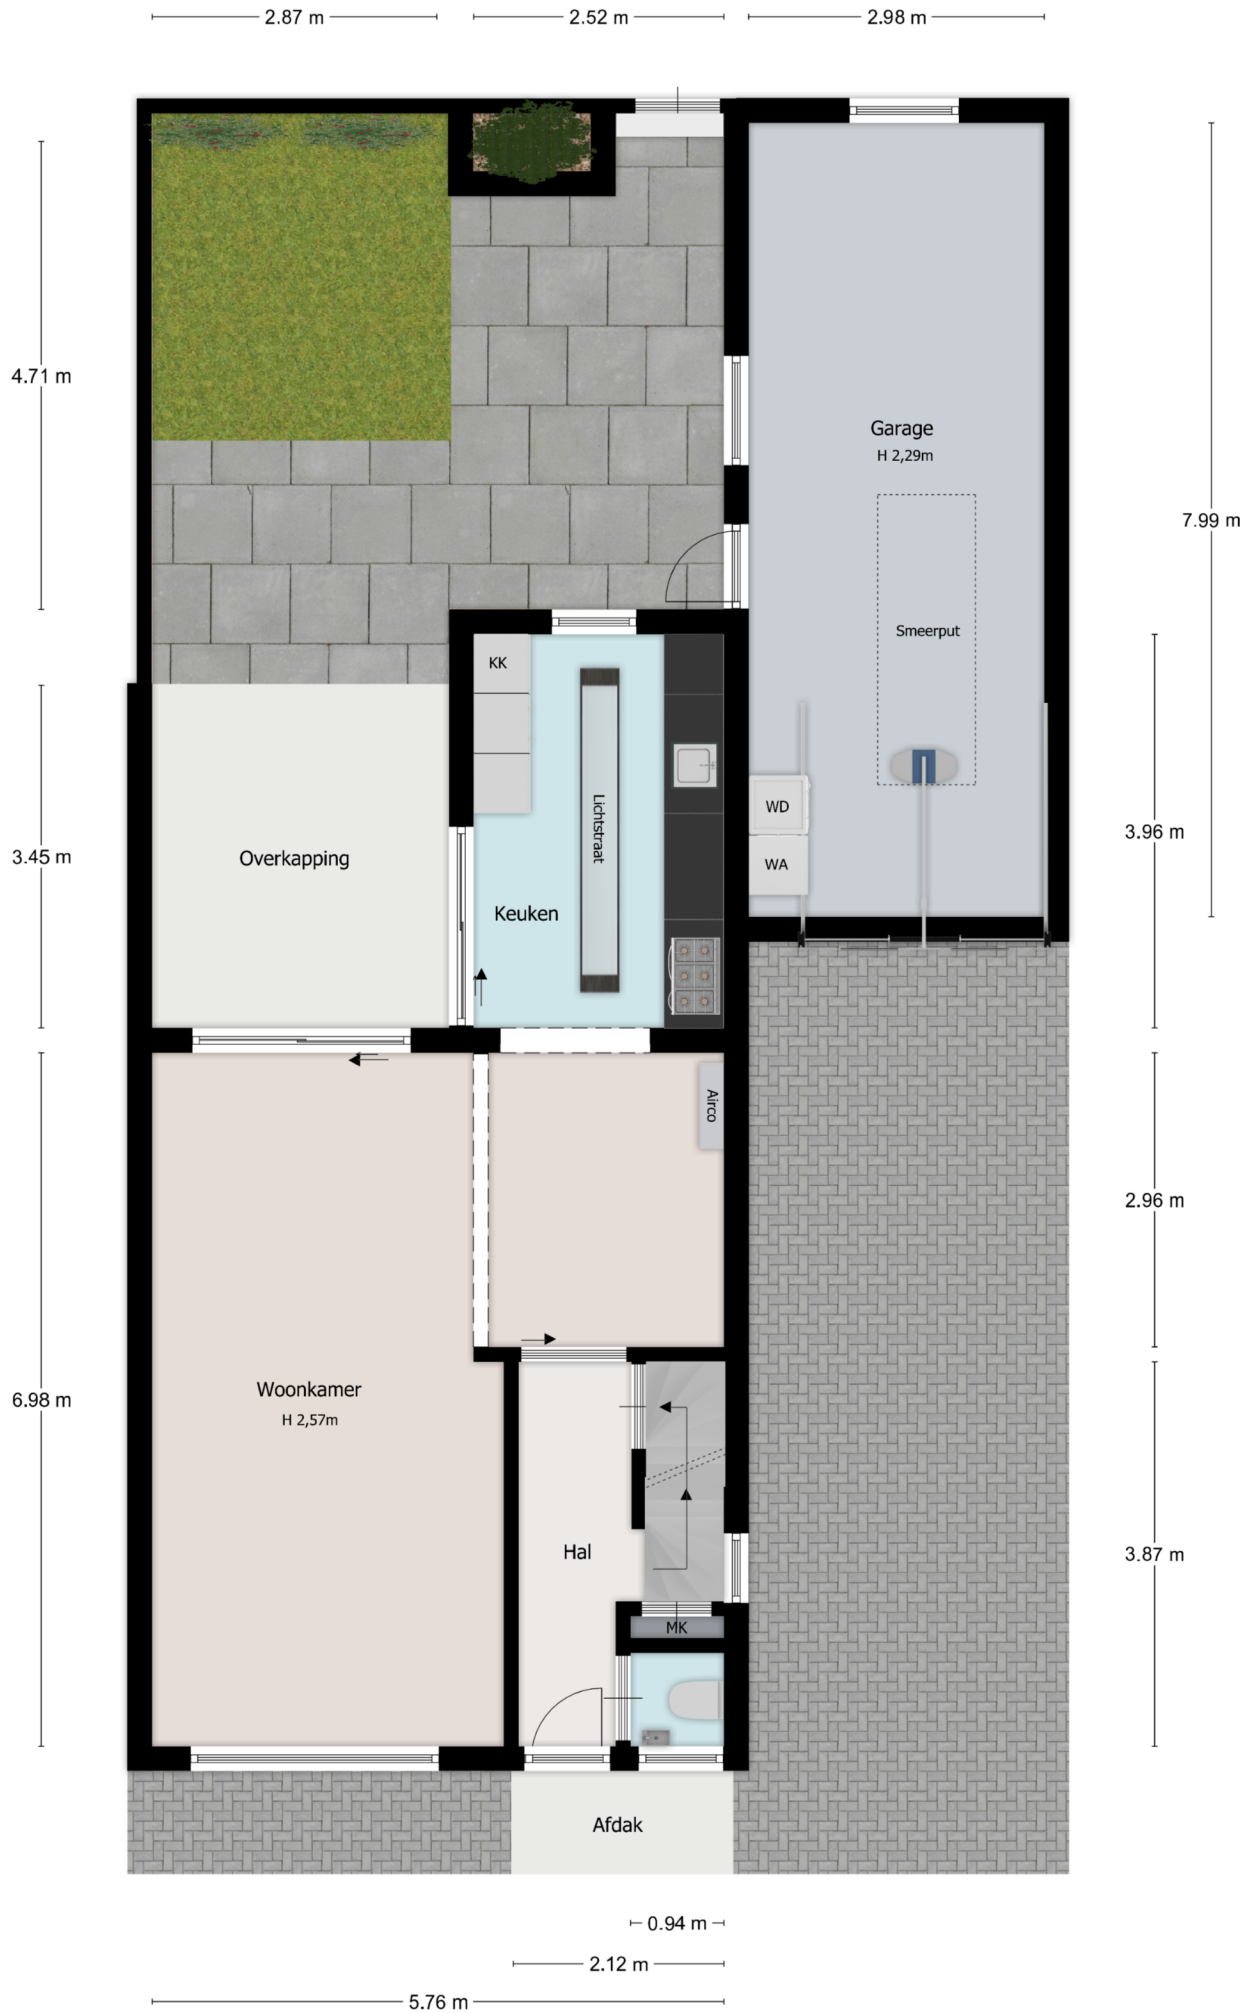 2.87 m
2.52 m
2.98 m
4.71 m
Garage
H 2,29m
7.99 m
Smeerput
KK
Lichtstraat
WD
3.96 m
3.45 m
Overkapping
WA
Keuken
Airco
2.96 m
Woonkamer
H 2,57m
6.98 m
Hal
3.87 m
MK
Afdak
0.94 m
2.12 m
5.76 m